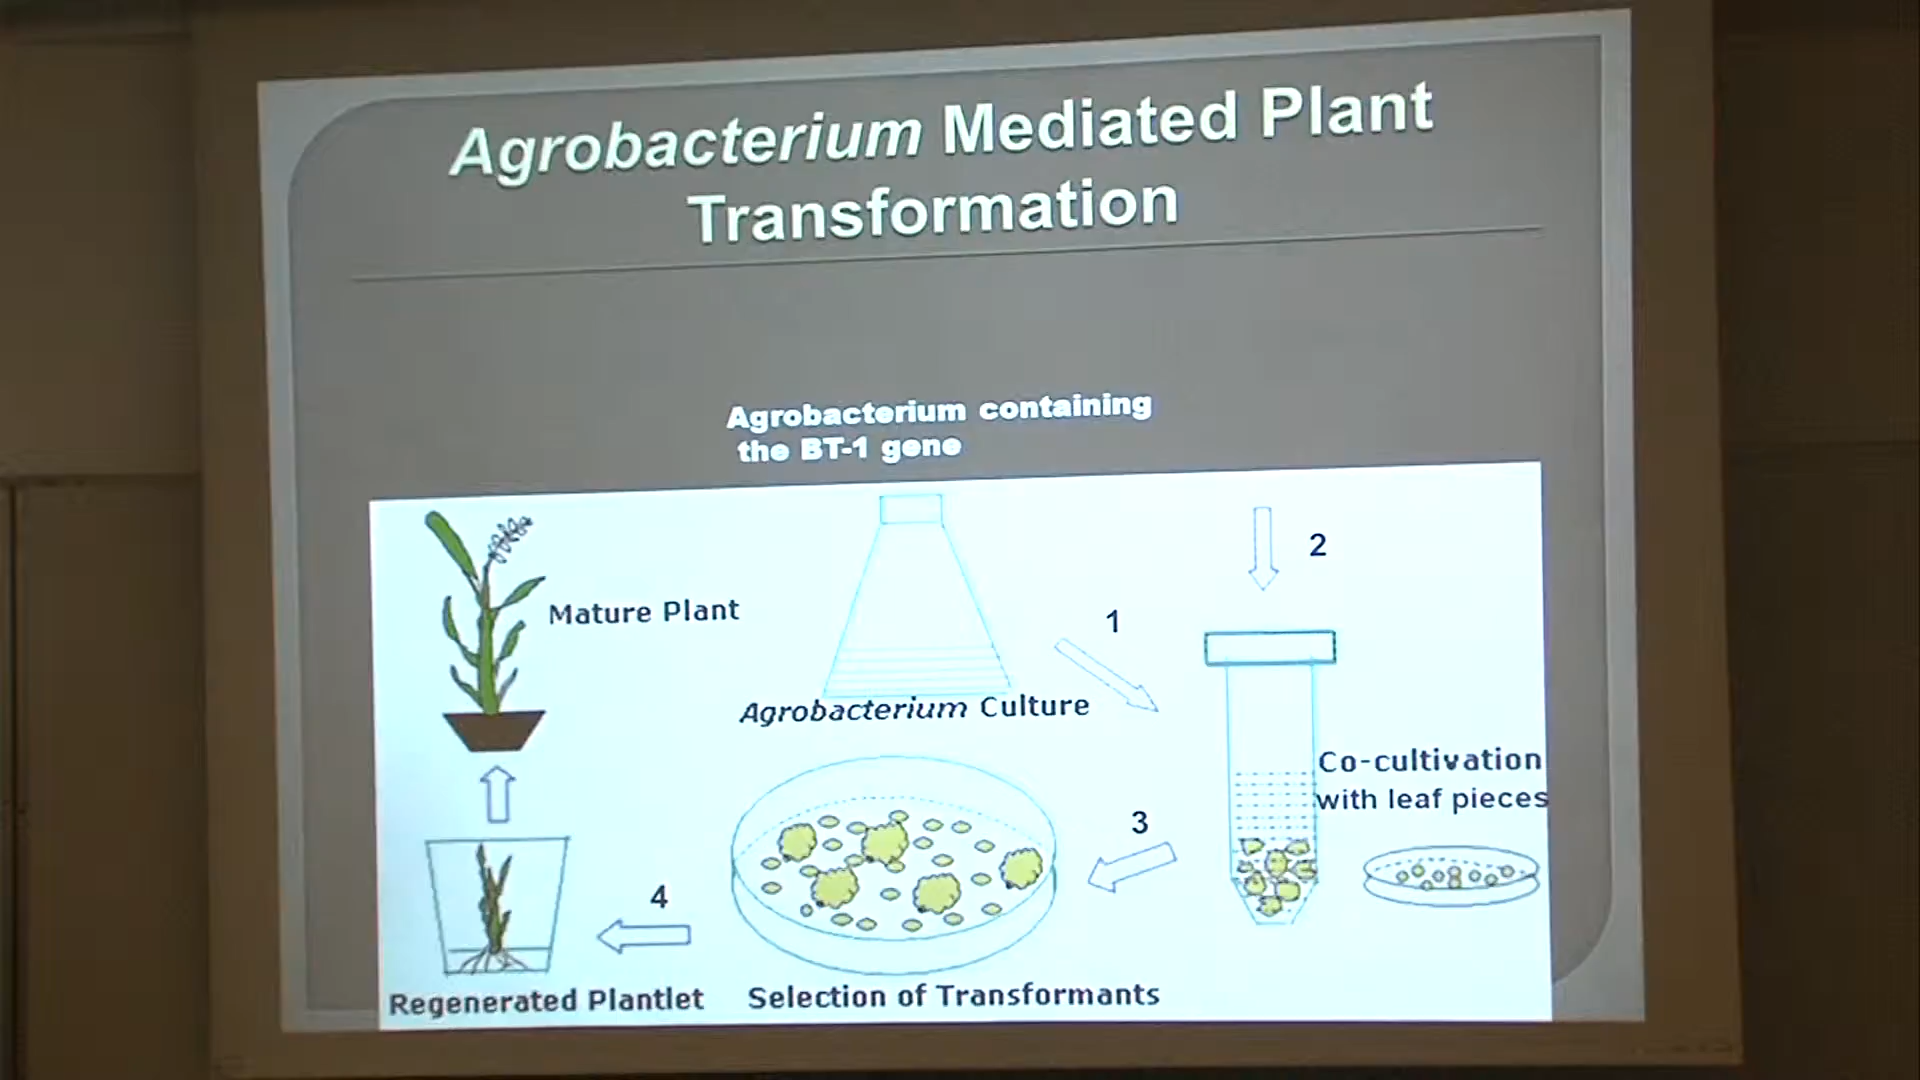 Agrobacterium Mediated Plant
Transformation
Agrobacterium containing
the BT-1 gene
2
Mature Plant
1
Agrobacterium Culture
Co-cultivation
with leaf pieces
3
4
Regenerated Plantlet
Selection of Transformants